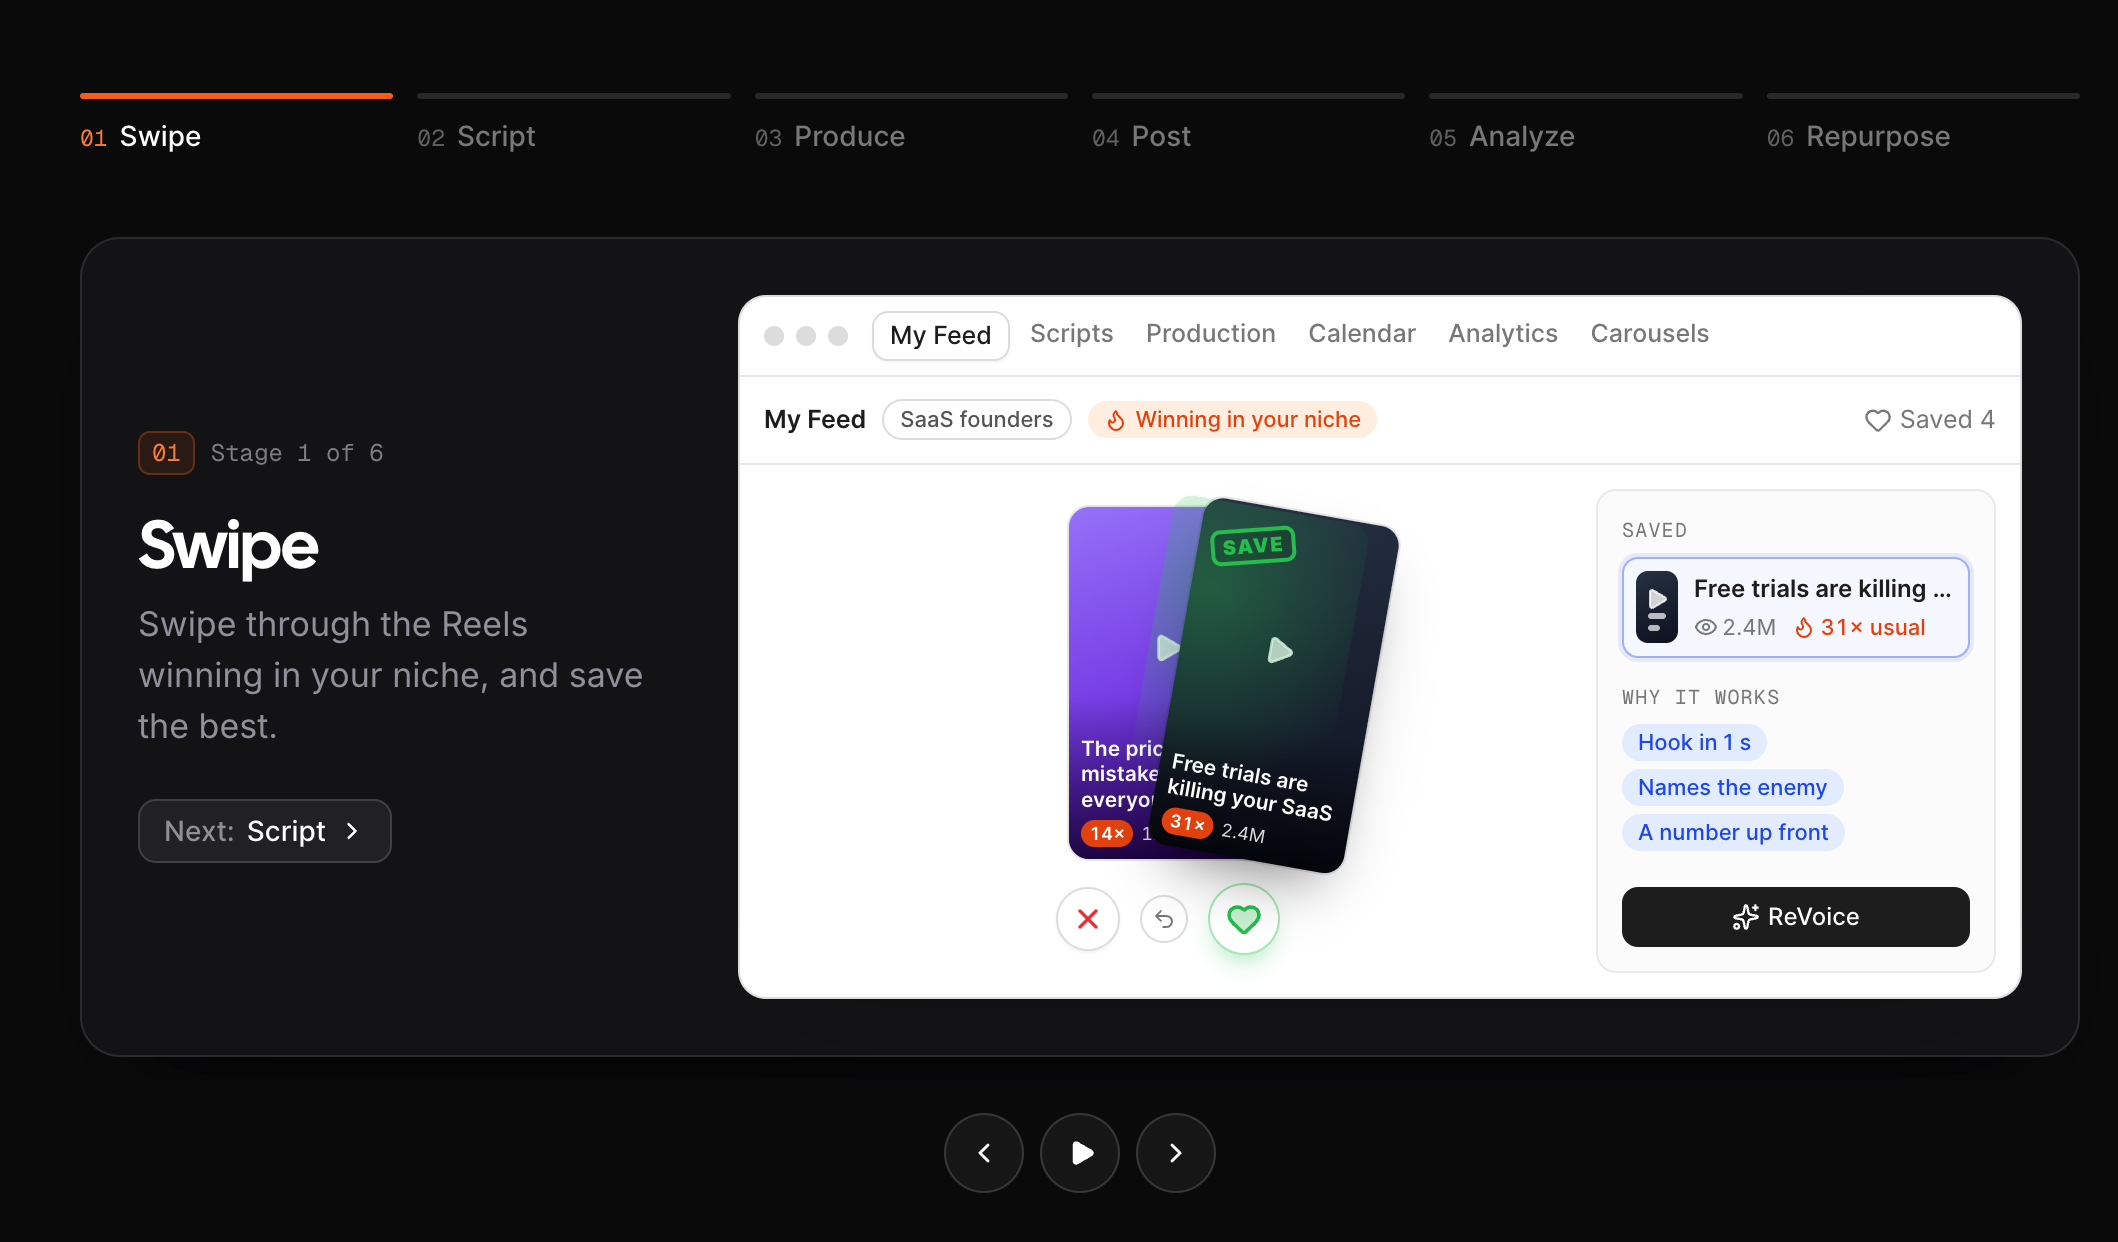 01 Swipe
02 Script
03 Produce
04 Post
05 Analyze
06 Repurpose
01 Stage 1 of 6
Swipe
Swipe through the Reels
winning in your niche, and save
the best.
Next: Script
My Feed Scripts Production Calendar Analytics Carousels
My Feed SaaS founders Winning in your niche Saved 4
The pric
mistake
everyo
14× 1
SAVE
Free trials are
killing your SaaS
31× 2.4M
SAVED
Free trials are killing ...
2.4M 31× usual
WHY IT WORKS
Hook in 1 s
Names the enemy
A number up front
ReVoice